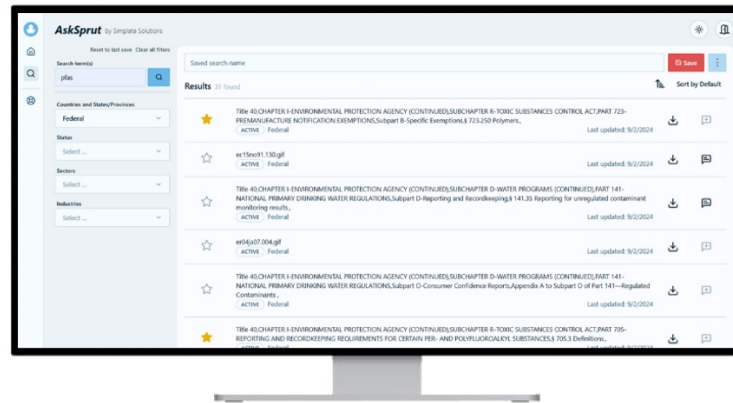 AskSprut by Simplata Solutions
Reset to last save Clear all filters
Search term(s)
pfas
Countries and States/Provinces
Federal
Status
Select ...
Sectors
Select ...
Industries
Select ...
Saved search name
Save
Results 31 found
Sort by Default
Title 40,CHAPTER I-ENVIRONMENTAL PROTECTION AGENCY (CONTINUED),SUBCHAPTER R-TOXIC SUBSTANCES CONTROL ACT,PART 723-
PREMANUFACTURE NOTIFICATION EXEMPTIONS,Subpart B-Specific Exemptions,§ 723.250 Polymers.,
ACTIVE Federal Last updated: 9/2/2024
ec15no91.130.gif
ACTIVE Federal
Title 40,CHAPTER I-ENVIRONMENTAL PROTECTION AGENCY (CONTINUED),SUBCHAPTER D-WATER PROGRAMS (CONTINUED),PART 141-
NATIONAL PRIMARY DRINKING WATER REGULATIONS,Subpart D-Reporting and Recordkeeping,§ 141.35 Reporting for unregulated contaminant
monitoring results.,
ACTIVE Federal Last updated: 9/2/2024
er04ja07.004.gif
ACTIVE Federal Last updated: 9/2/2024
Title 40,CHAPTER I-ENVIRONMENTAL PROTECTION AGENCY (CONTINUED),SUBCHAPTER D-WATER PROGRAMS (CONTINUED),PART 141-
NATIONAL PRIMARY DRINKING WATER REGULATIONS,Subpart O-Consumer Confidence Reports,Appendix A to Subpart O of Part 141—Regulated
Contaminants.,
ACTIVE Federal Last updated: 9/2/2024
Title 40,CHAPTER I-ENVIRONMENTAL PROTECTION AGENCY (CONTINUED),SUBCHAPTER R-TOXIC SUBSTANCES CONTROL ACT,PART 705-
REPORTING AND RECORDKEEPING REQUIREMENTS FOR CERTAIN PER- AND POLYFLUOROALKYL SUBSTANCES,§ 705.3 Definitions.,
ACTIVE Federal Last updated: 9/2/2024